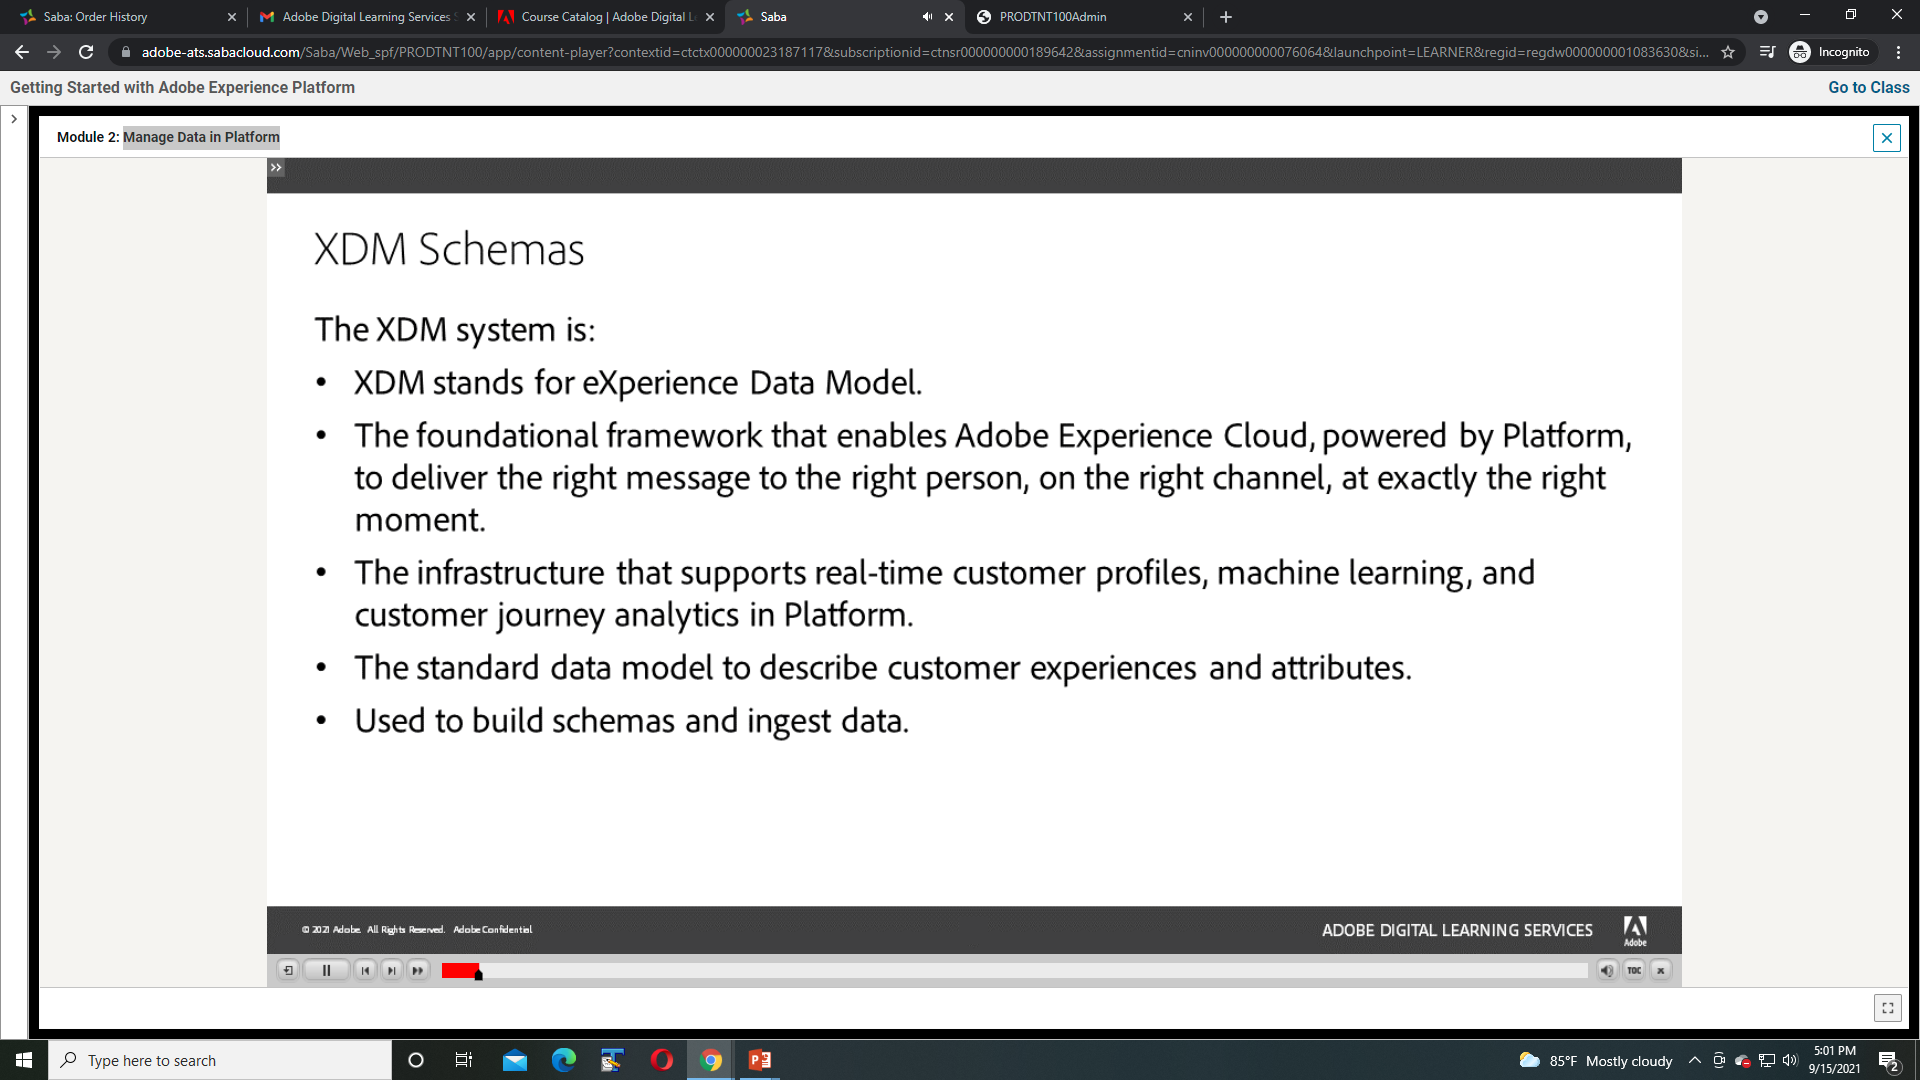 Saba: Order History
Adobe Digital Learning Services
Course Catalog | Adobe Digital L
Saba
PRODTNT100Admin
adobe-ats.sabacloud.com/Saba/Web_spf/PRODTNT100/app/content-player?contextid=ctctx000000023187117&subscriptionid=ctnsr000000000189642&assignmentid=cninv000000000076064&launchpoint=LEARNER&regid=regdw000000001083630&si...
Incognito
Getting Started with Adobe Experience Platform
Go to Class
Module 2: Manage Data in Platform
XDM Schemas
The XDM system is:
• XDM stands for eXperience Data Model.
• The foundational framework that enables Adobe Experience Cloud, powered by Platform,
to deliver the right message to the right person, on the right channel, at exactly the right
moment.
• The infrastructure that supports real-time customer profiles, machine learning, and
customer journey analytics in Platform.
• The standard data model to describe customer experiences and attributes.
• Used to build schemas and ingest data.
© 2021 Adobe. All Rights Reserved. Adobe Confidential
ADOBE DIGITAL LEARNING SERVICES
Adobe
TOC
Type here to search
85°F Mostly cloudy
5:01 PM
9/15/2021
2